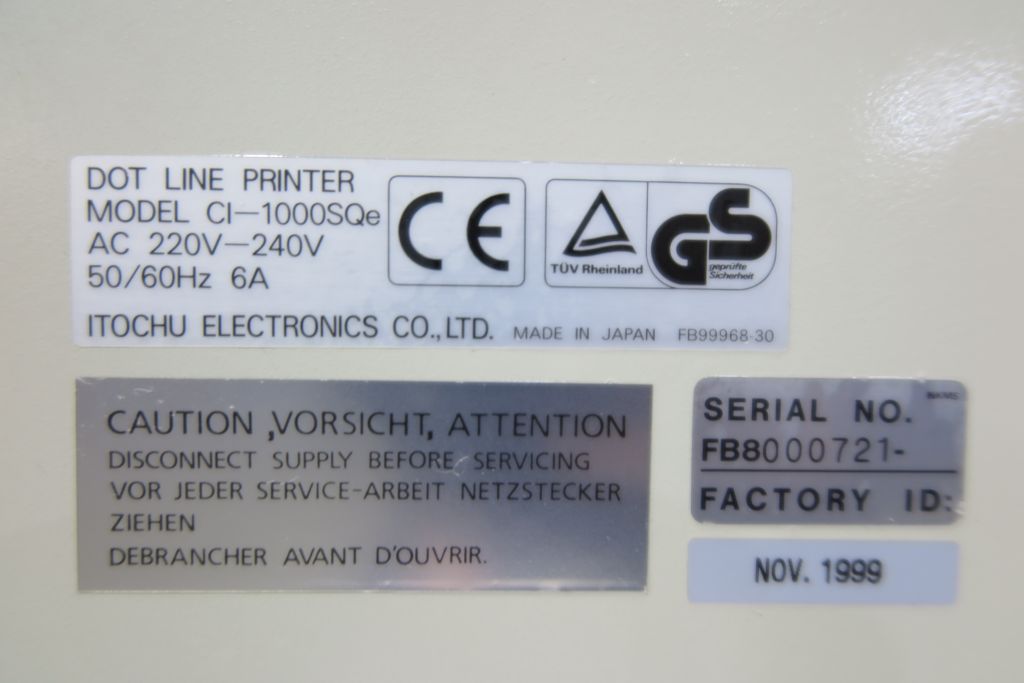 DOT LINE PRINTER
MODEL CI-1000SQe
AC 220V-240V
50/60Hz 6A
CE
TÜV Rheinland
GS
geprüfte
Sicherheit
ITOCHU ELECTRONICS CO.,LTD. MADE IN JAPAN FB99968-30
CAUTION ,VORSICHT, ATTENTION
DISCONNECT SUPPLY BEFORE SERVICING
VOR JEDER SERVICE-ARBEIT NETZSTECKER
ZIEHEN
DEBRANCHER AVANT D'OUVRIR.
SERIAL NO.
FB8000721-
FACTORY ID:
NOV. 1999